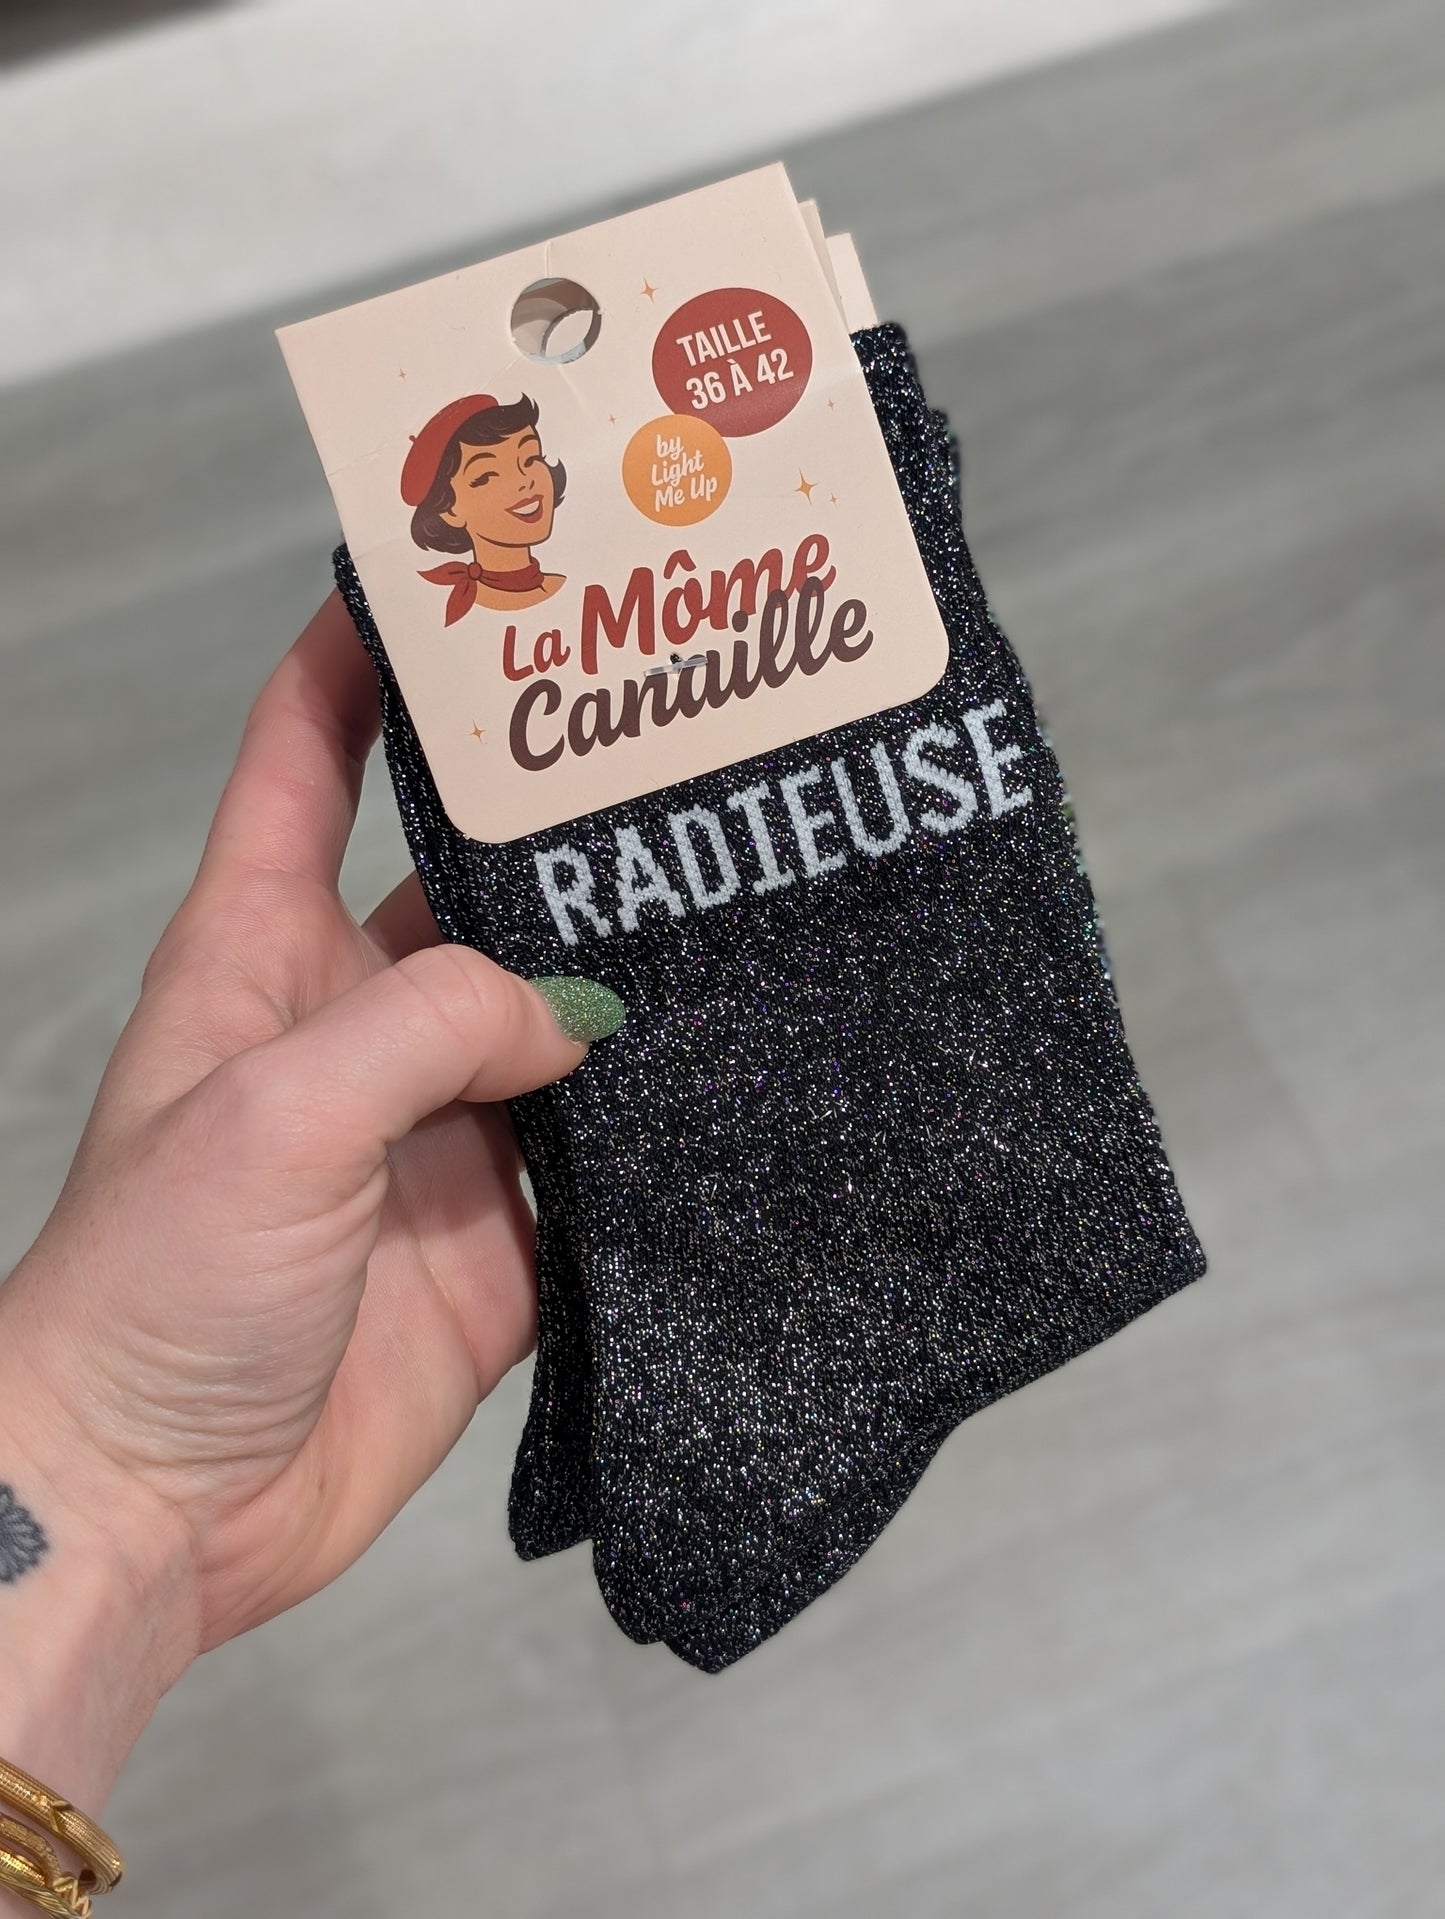 TAILLE
36 À 42
by
Light
Me Up
La Môme
Canaille
RADIEUSE